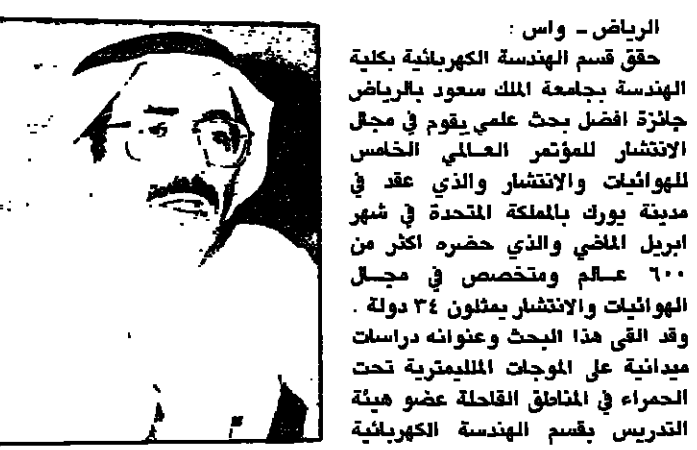 الرياض ـ واس :
حقق قسم الهندسة الكهربائية بكلية
الهندسة بجامعة الملك سعود بالرياض
جائزة افضل بحث علمي يقوم في مجال
الانتشار للمؤتمر العالمي الخامس
للهوائيات والانتشار والذي عقد في
مدينة يورك بالمملكة المتحدة في شهر
ابريل الماضي والذي حضره اكثر من
٦٠٠ عالم ومتخصص في مجال
الهوائيات والانتشار يمثلون ٣٤ دولة .
وقد القى هذا البحث وعنوانه دراسات
ميدانية على الموجات الملليمترية تحت
الحمراء في المناطق القاحلة عضو هيئة
التدريس بقسم الهندسة الكهربائية